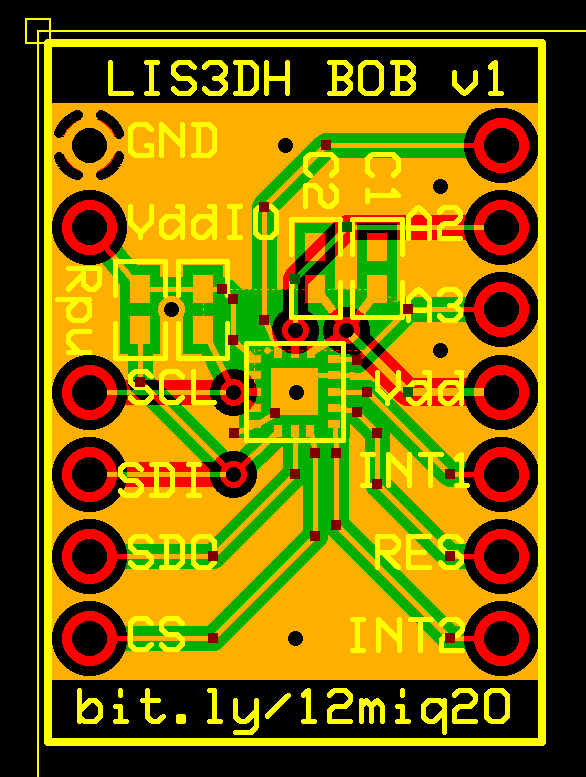 LIS3DH BOB v1
GND
C2
C1
VddIO
A2
Rpu
A3
SCL
Vdd
SDI
INT1
SDO
RES
CS
INT2
bit.ly/12miq20